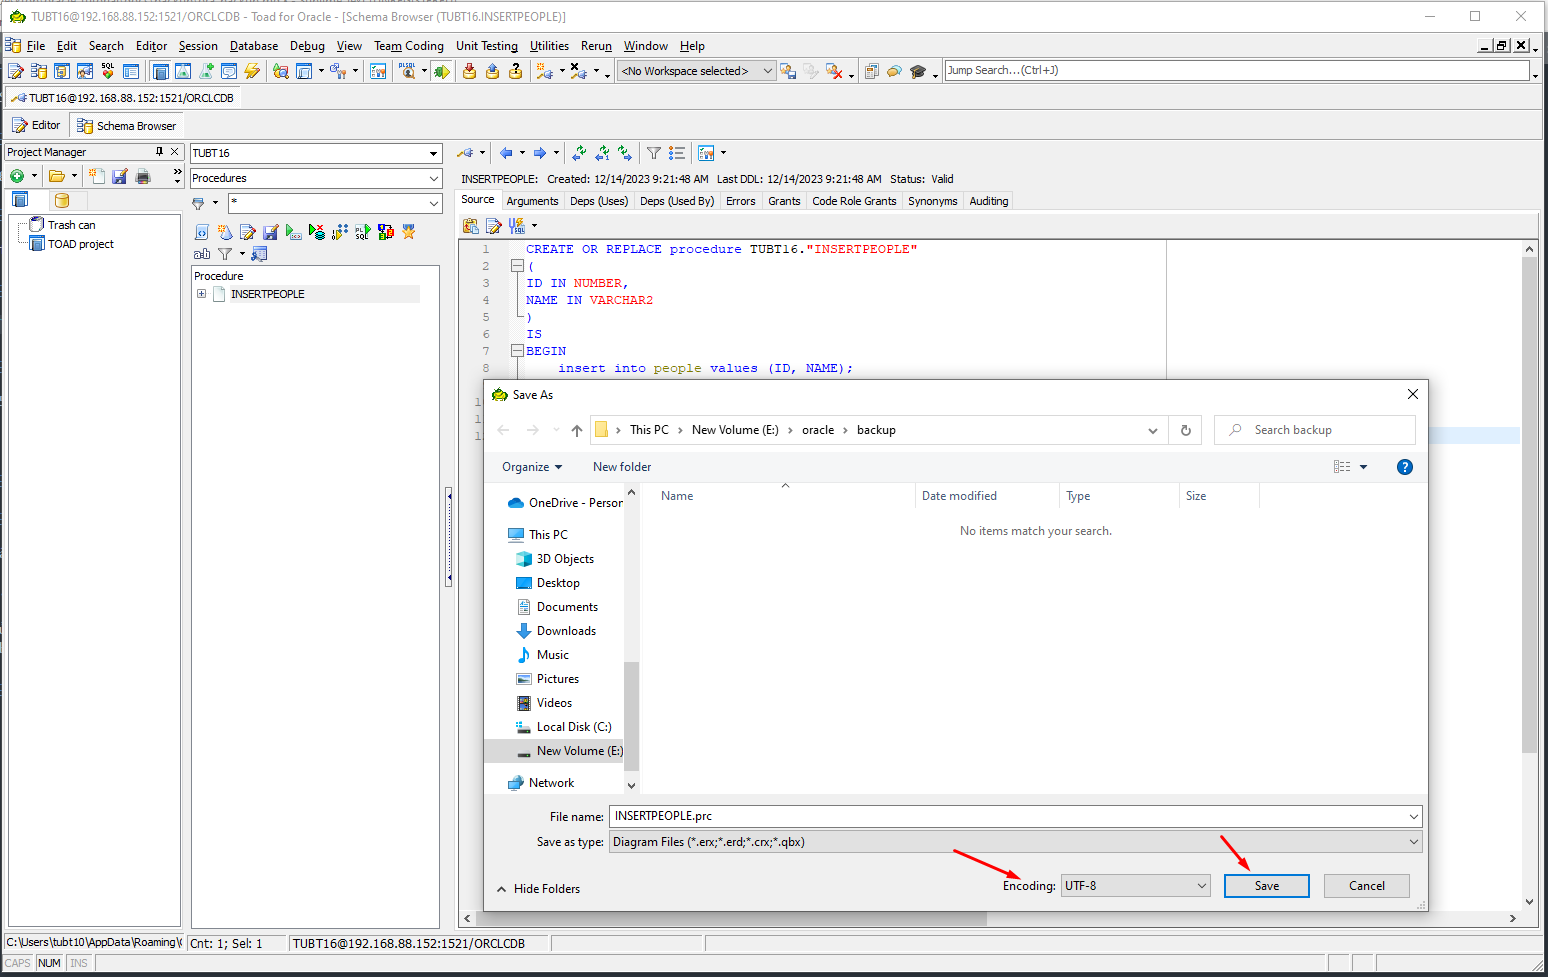 TUBT16@192.168.88.152:1521/ORCLCDB - Toad for Oracle - [Schema Browser (TUBT16.INSERTPEOPLE)]
File Edit Search Editor Session Database Debug View Team Coding Unit Testing Utilities Rerun Window Help
<No Workspace selected> Jump Search...(Ctrl+J)
TUBT16@192.168.88.152:1521/ORCLCDB
Editor Schema Browser
Project Manager
Trash can
TOAD project
TUBT16
Procedures
*
Procedure
INSERTPEOPLE
INSERTPEOPLE: Created: 12/14/2023 9:21:48 AM Last DDL: 12/14/2023 9:21:48 AM Status: Valid
Source Arguments Deps (Uses) Deps (Used By) Errors Grants Code Role Grants Synonyms Auditing
1 CREATE OR REPLACE procedure TUBT16."INSERTPEOPLE"
2 (
3 ID IN NUMBER,
4 NAME IN VARCHAR2
5 )
6 IS
7 BEGIN
8 insert into people values (ID, NAME);
Save As
This PC > New Volume (E:) > oracle > backup
Search backup
Organize New folder
Name Date modified Type Size
No items match your search.
OneDrive - Person
This PC
3D Objects
Desktop
Documents
Downloads
Music
Pictures
Videos
Local Disk (C:)
New Volume (E:)
Network
File name: INSERTPEOPLE.prc
Save as type: Diagram Files (*.erx;*.erd;*.crx;*.qbx)
Hide Folders
Encoding: UTF-8 Save Cancel
C:\Users\tubt10\AppData\Roaming\ Cnt: 1; Sel: 1 TUBT16@192.168.88.152:1521/ORCLCDB
CAPS NUM INS